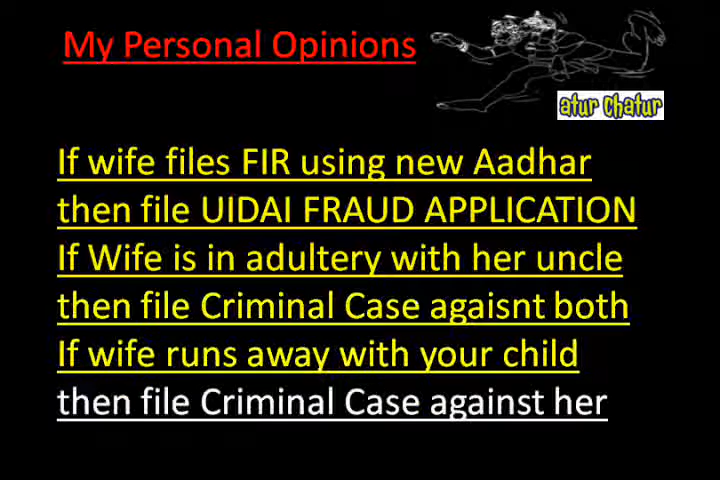 My Personal Opinions
atur Chatur
If wife files FIR using new Aadhar
then file UIDAI FRAUD APPLICATION
If Wife is in adultery with her uncle
then file Criminal Case agaisnt both
If wife runs away with your child
then file Criminal Case against her